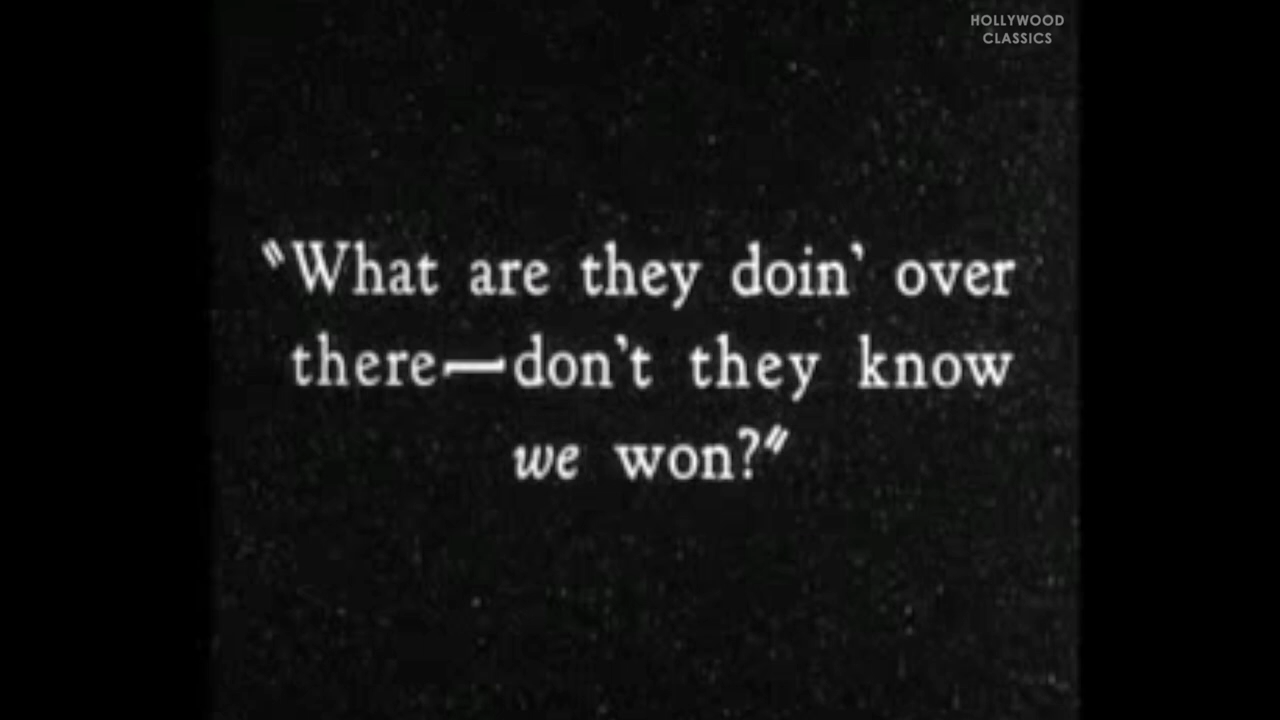 HOLLYWOOD
CLASSICS
"What are they doin' over
there—don't they know
we won?"